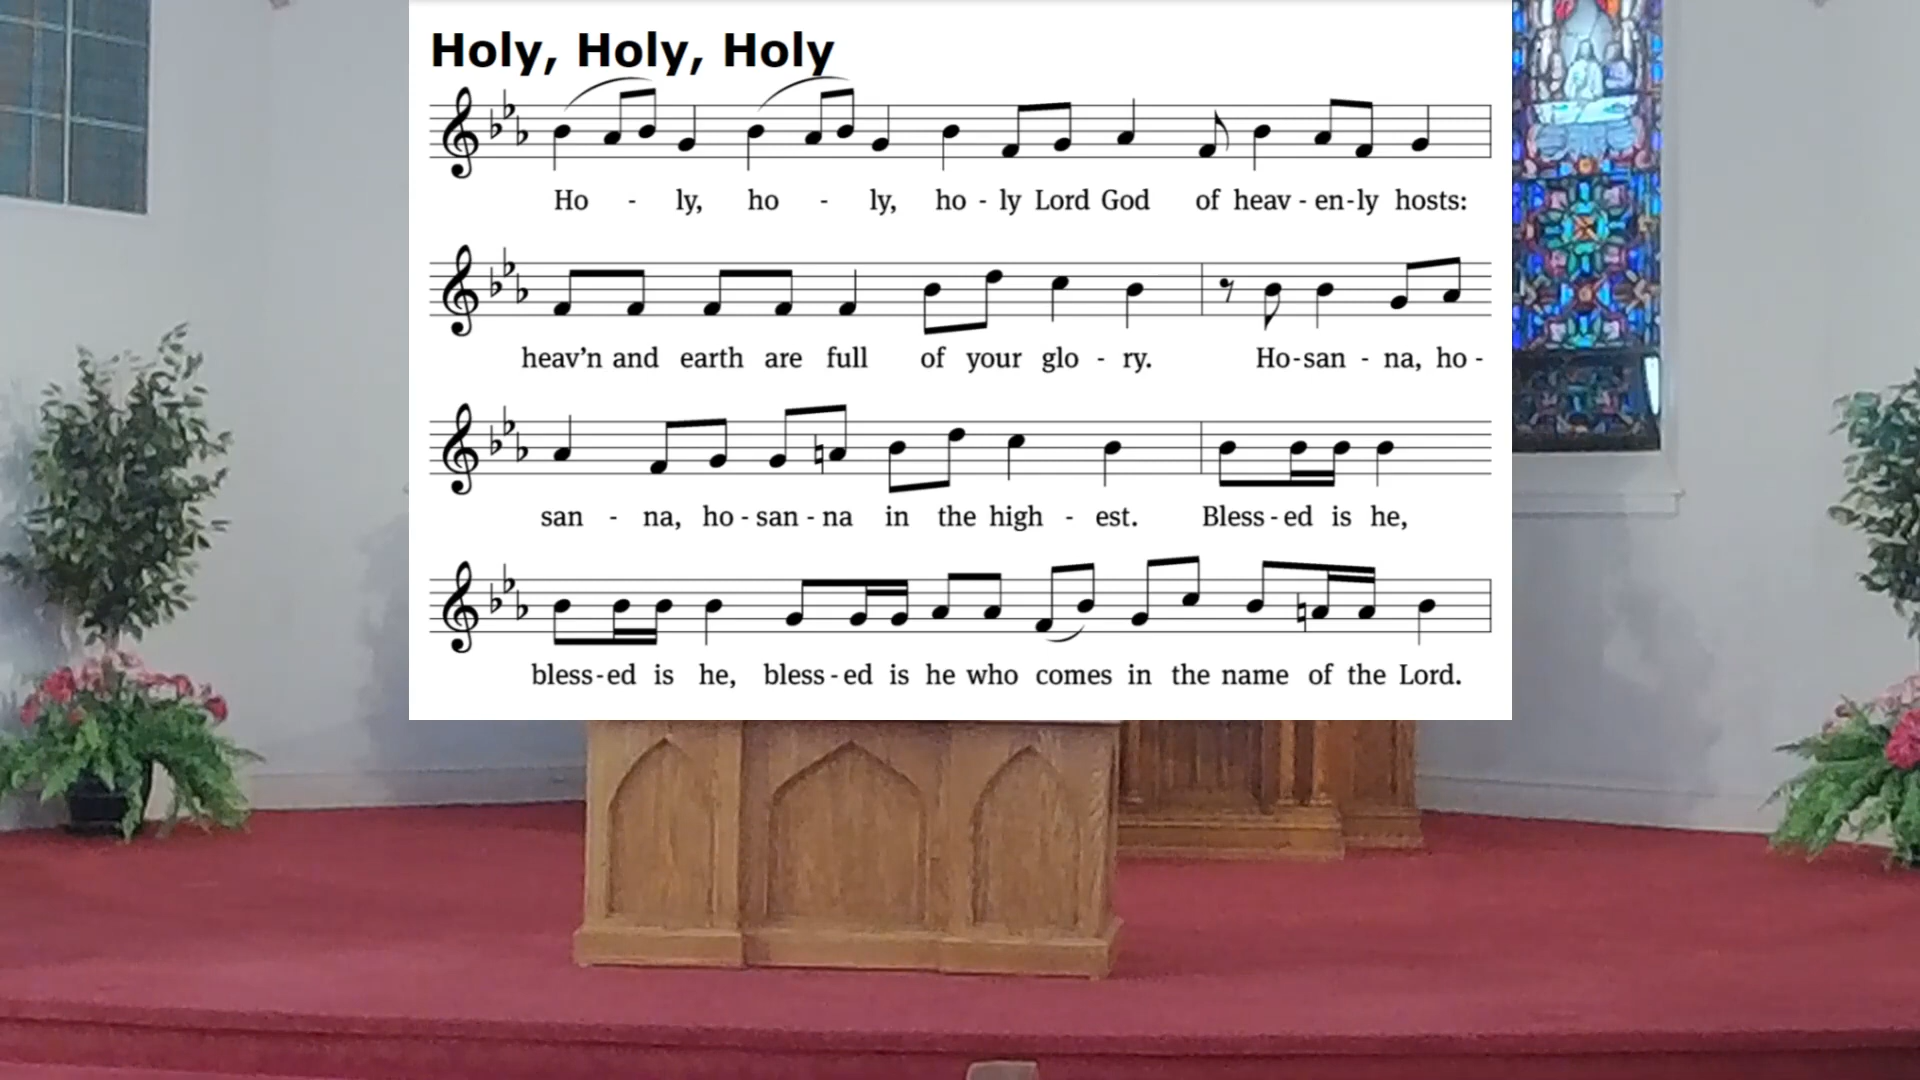 Holy, Holy, Holy
Ho - ly, ho - ly, ho - ly Lord God of heav - en - ly hosts:
heav’n and earth are full of your glo - ry. Ho - san - na, ho -
san - na, ho - san - na in the high - est. Bless - ed is he,
bless - ed is he, bless - ed is he who comes in the name of the Lord.